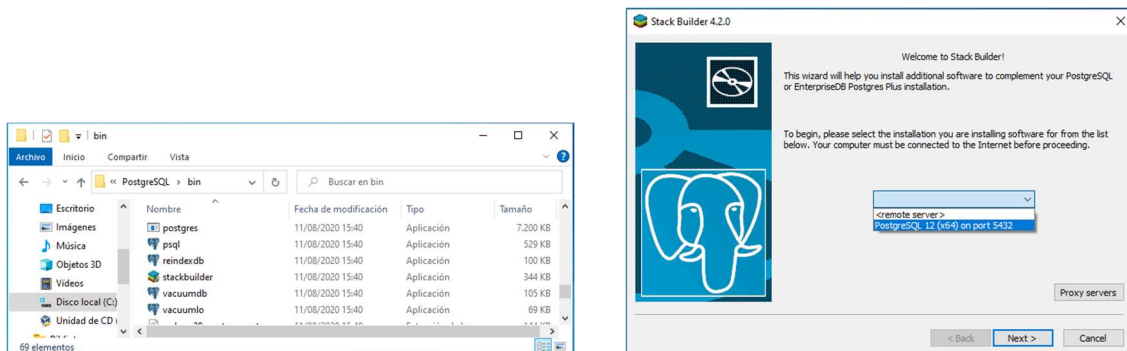 bin
Archivo Inicio Compartir Vista
« PostgreSQL > bin
Buscar en bin
Escritorio
Imágenes
Música
Objetos 3D
Vídeos
Disco local (C:)
Unidad de CD
Nombre Fecha de modificación Tipo Tamaño
postgres 11/08/2020 15:40 Aplicación 7.200 KB
psql 11/08/2020 15:40 Aplicación 529 KB
reindexdb 11/08/2020 15:40 Aplicación 100 KB
stackbuilder 11/08/2020 15:40 Aplicación 344 KB
vacuumdb 11/08/2020 15:40 Aplicación 105 KB
vacuumlo 11/08/2020 15:40 Aplicación 69 KB
69 elementos
Stack Builder 4.2.0
Welcome to Stack Builder!
This wizard will help you install additional software to complement your PostgreSQL
or EnterpriseDB Postgres Plus installation.
To begin, please select the installation you are installing software for from the list
below. Your computer must be connected to the Internet before proceeding.
<remote server>
PostgreSQL 12 (x64) on port 5432
Proxy servers
< Back Next > Cancel